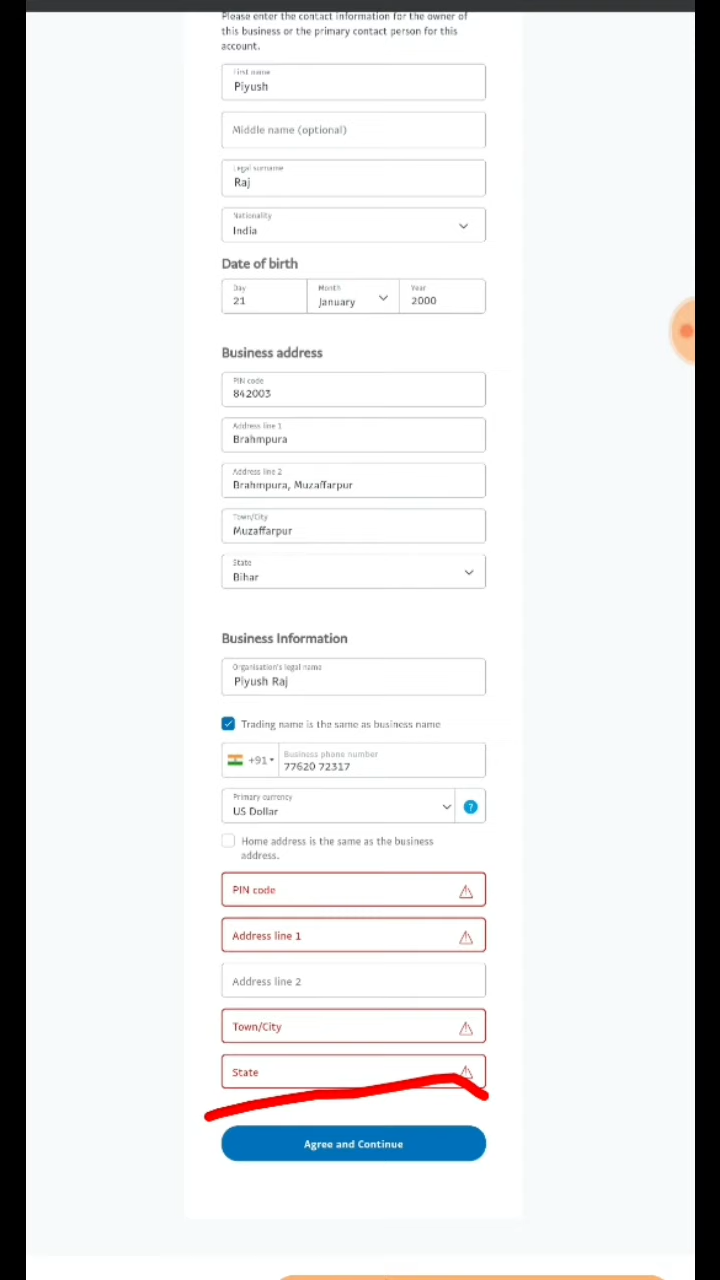 Please enter the contact information for the owner of
this business or the primary contact person for this
account.
First name
Piyush
Middle name (optional)
Legal surname
Raj
Nationality
India
Date of birth
Day
21
Month
January
Year
2000
Business address
PIN code
842003
Address line 1
Brahmpura
Address line 2
Brahmpura, Muzaffarpur
Town/City
Muzaffarpur
State
Bihar
Business Information
Organisation's legal name
Piyush Raj
Trading name is the same as business name
+91
Business phone number
77620 72317
Primary currency
US Dollar
?
Home address is the same as the business
address.
PIN code
Address line 1
Address line 2
Town/City
State
Agree and Continue